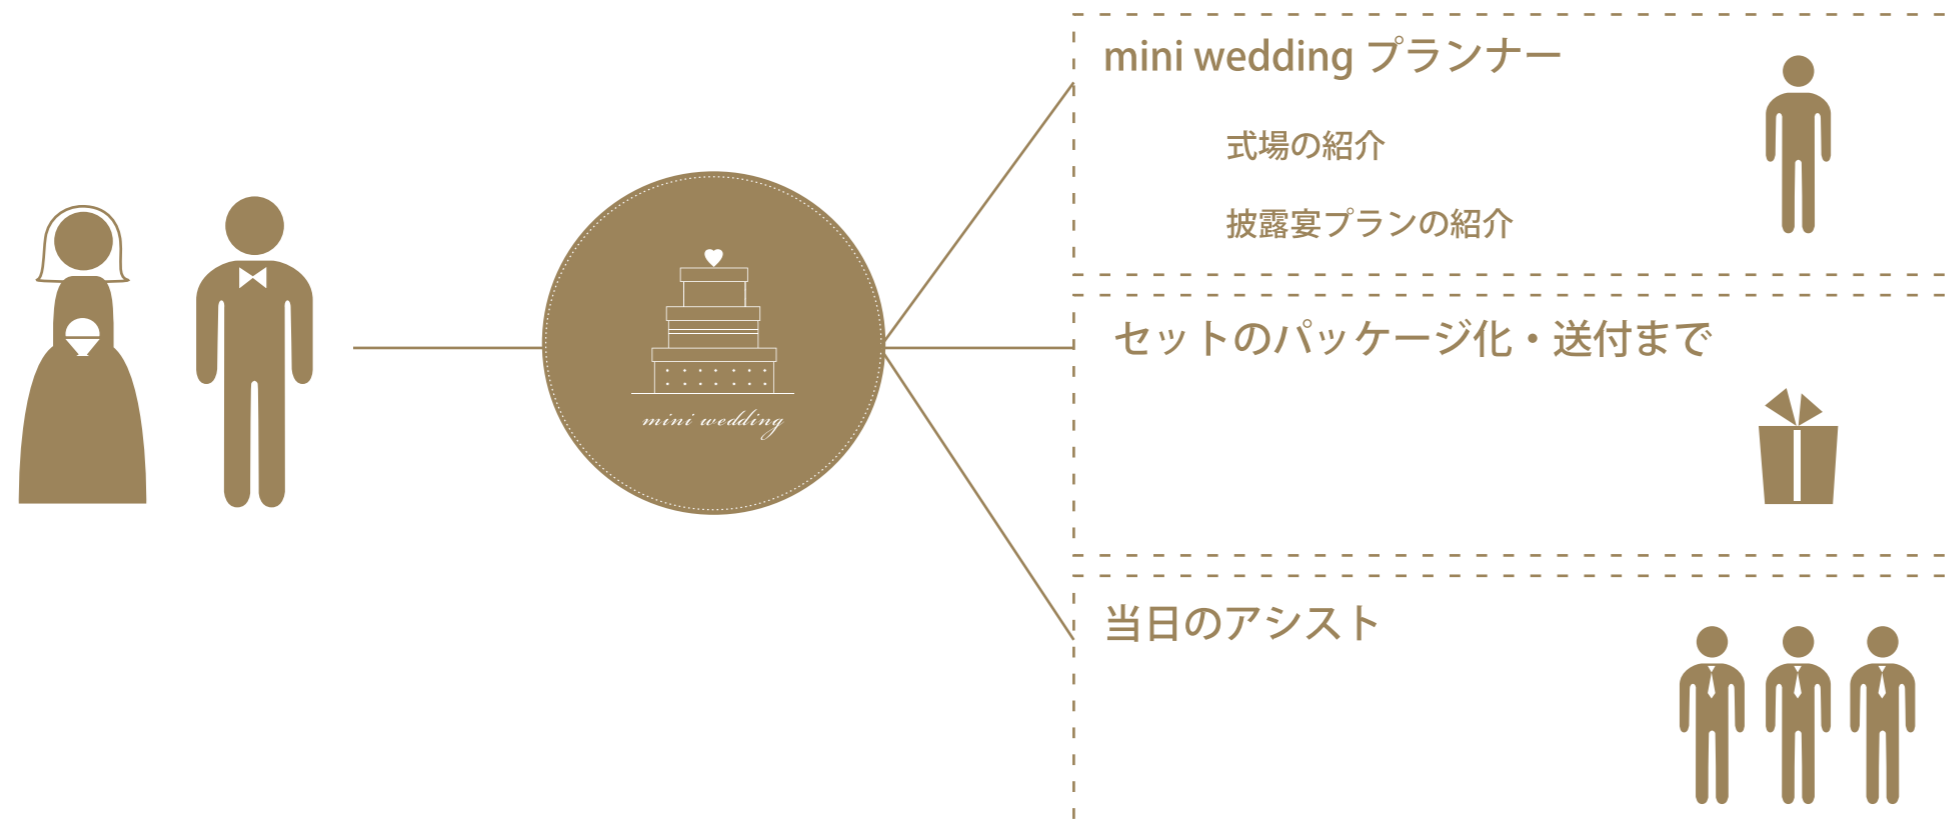 mini wedding プランナー
式場の紹介
披露宴プランの紹介
mini wedding
セットのパッケージ化・送付まで
当日のアシスト